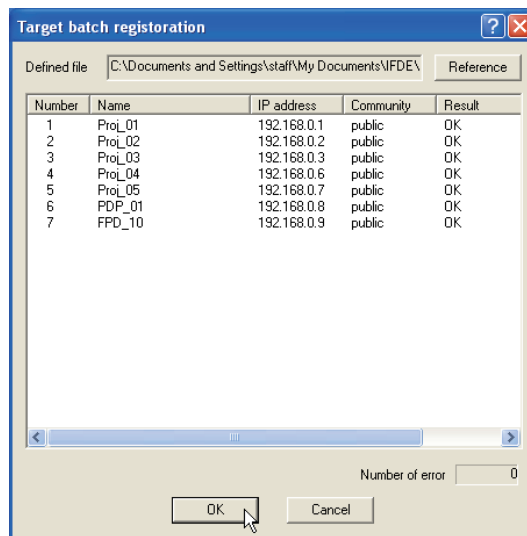 Target batch registoration
Defined file C:\Documents and Settings\staff\My Documents\IFDE\ Reference
Number Name IP address Community Result
1 Proj_01 192.168.0.1 public OK
2 Proj_02 192.168.0.2 public OK
3 Proj_03 192.168.0.3 public OK
4 Proj_04 192.168.0.6 public OK
5 Proj_05 192.168.0.7 public OK
6 PDP_01 192.168.0.8 public OK
7 FPD_10 192.168.0.9 public OK
Number of error 0
OK Cancel